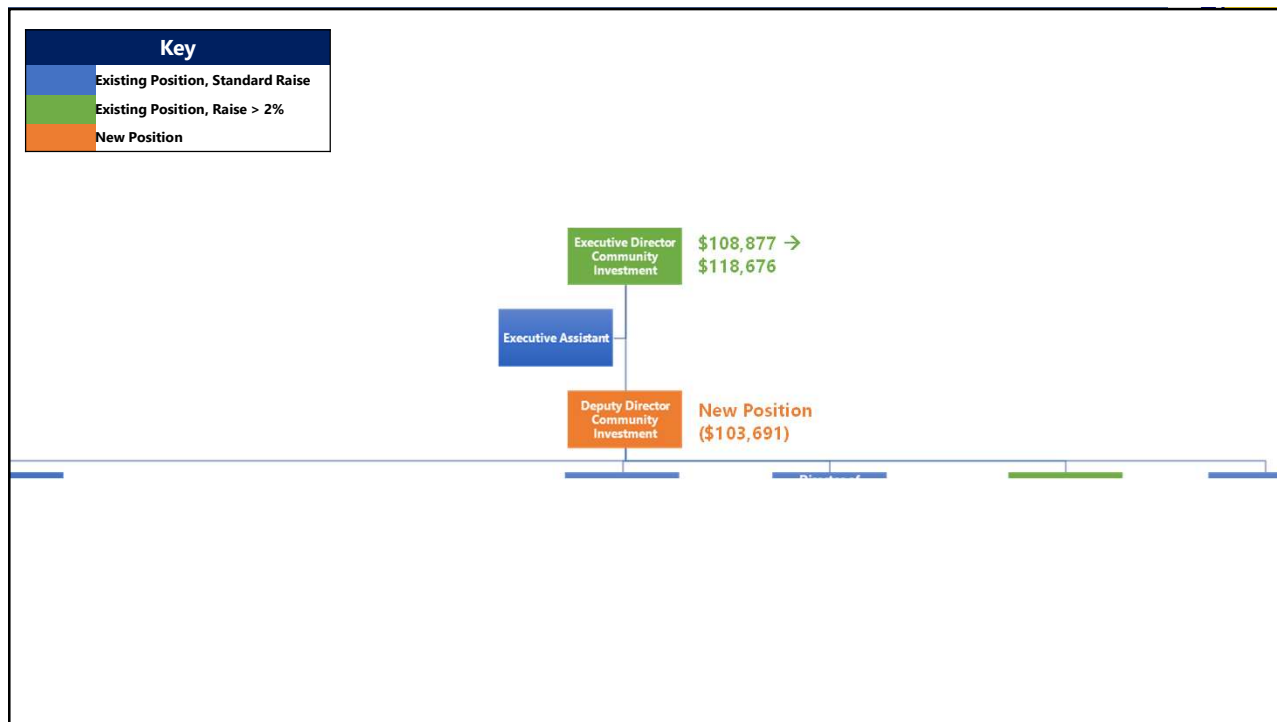 Key
Existing Position, Standard Raise
Existing Position, Raise > 2%
New Position
Executive Director
Community
Investment
$108,877 →
$118,676
Executive Assistant
Deputy Director
Community
Investment
New Position
($103,691)